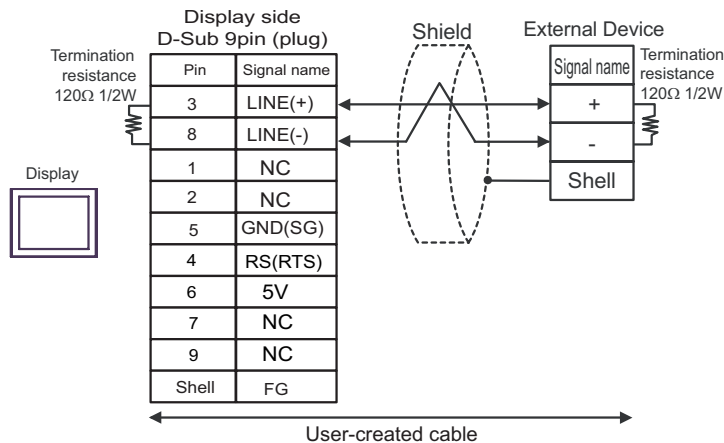 Display side
D-Sub 9pin (plug)
Shield
External Device
Termination
resistance
120Ω 1/2W
Pin
Signal name
3
LINE(+)
8
LINE(-)
1
NC
2
NC
5
GND(SG)
4
RS(RTS)
6
5V
7
NC
9
NC
Shell
FG
Display
Signal name
+
-
Shell
Termination
resistance
120Ω 1/2W
User-created cable